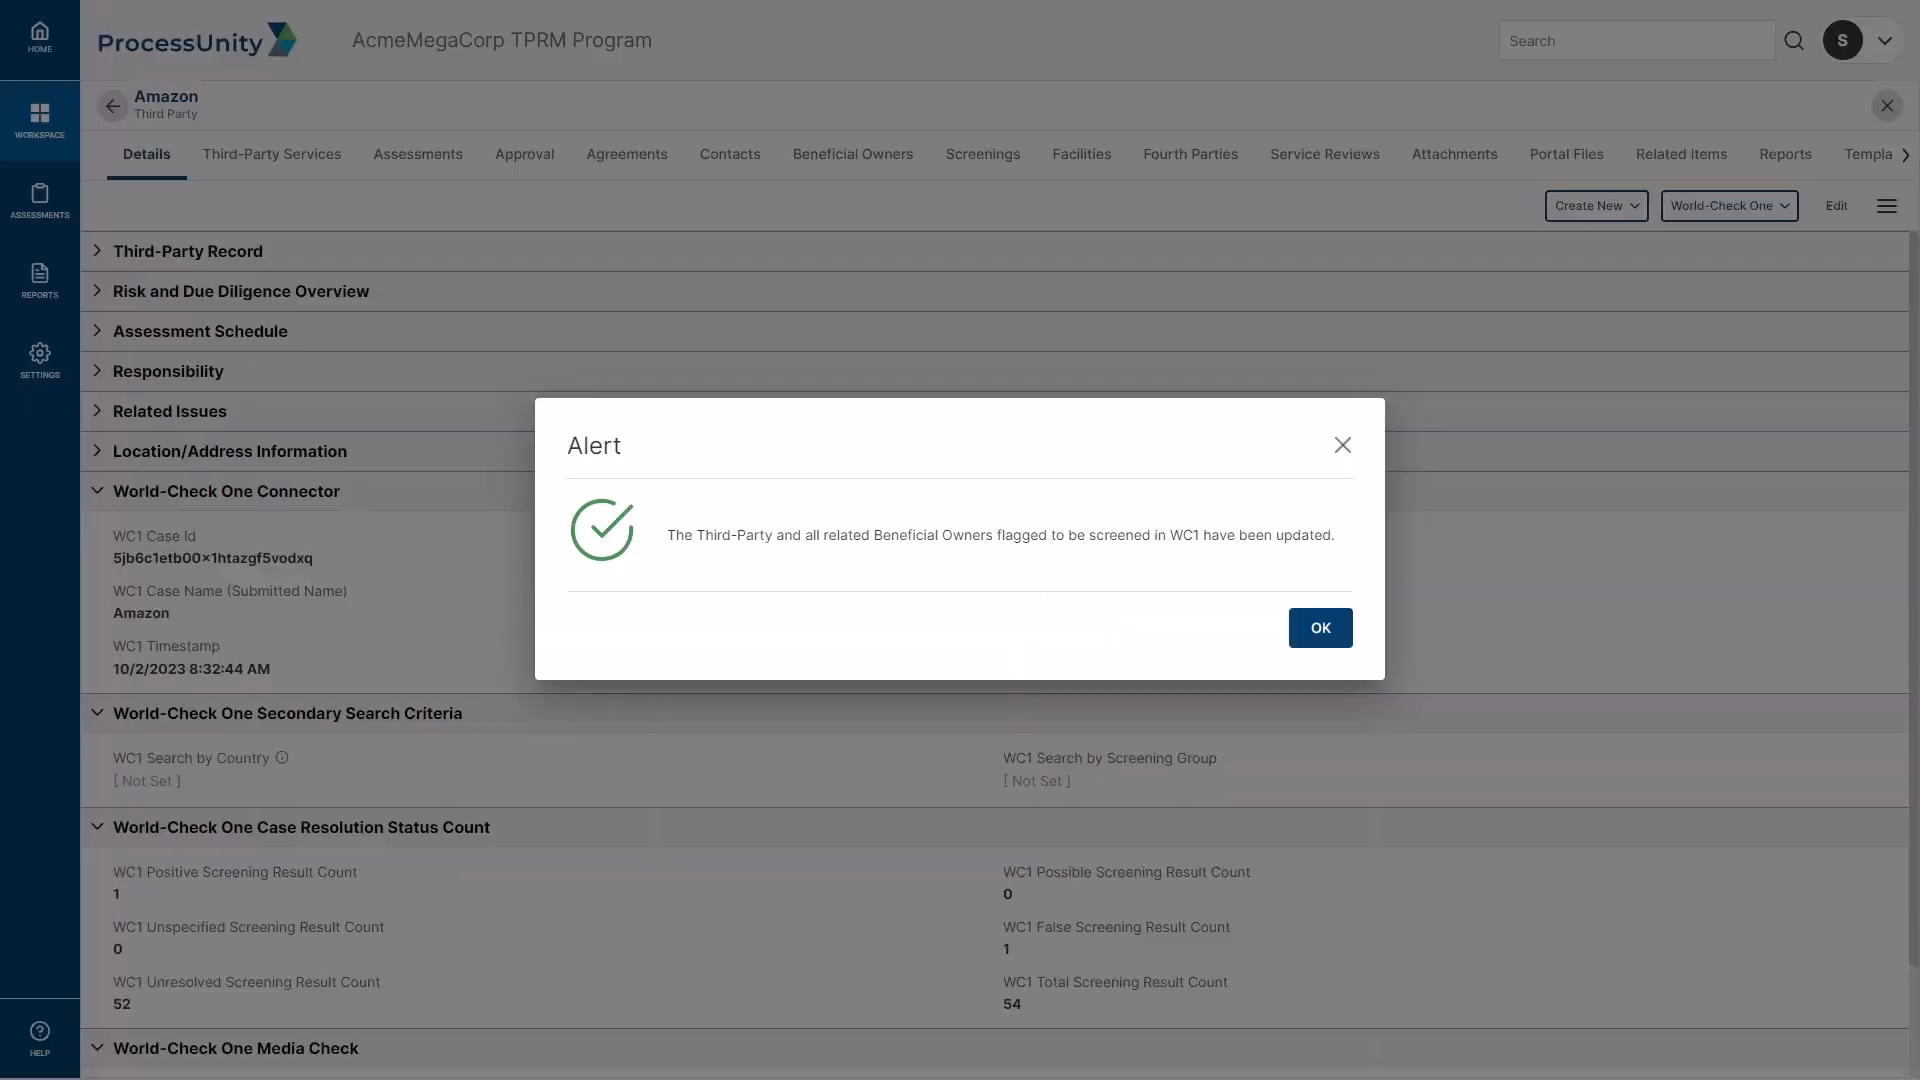 HOME
ProcessUnity
AcmeMegaCorp TPRM Program
Search
S
WORKSPACE
ASSESSMENTS
REPORTS
SETTINGS
HELP
Amazon
Third Party
Details Third-Party Services Assessments Approval Agreements Contacts Beneficial Owners Screenings Facilities Fourth Parties Service Reviews Attachments Portal Files Related Items Reports Templa
Create New World-Check One Edit
Third-Party Record
Risk and Due Diligence Overview
Assessment Schedule
Responsibility
Related Issues
Location/Address Information
World-Check One Connector
WC1 Case Id
5jb6c1etb00x1htazgf5vodxq
WC1 Case Name (Submitted Name)
Amazon
WC1 Timestamp
10/2/2023 8:32:44 AM
Alert
The Third-Party and all related Beneficial Owners flagged to be screened in WC1 have been updated.
OK
World-Check One Secondary Search Criteria
WC1 Search by Country WC1 Search by Screening Group
[ Not Set ] [ Not Set ]
World-Check One Case Resolution Status Count
WC1 Positive Screening Result Count WC1 Possible Screening Result Count
1 0
WC1 Unspecified Screening Result Count WC1 False Screening Result Count
0 1
WC1 Unresolved Screening Result Count WC1 Total Screening Result Count
52 54
World-Check One Media Check